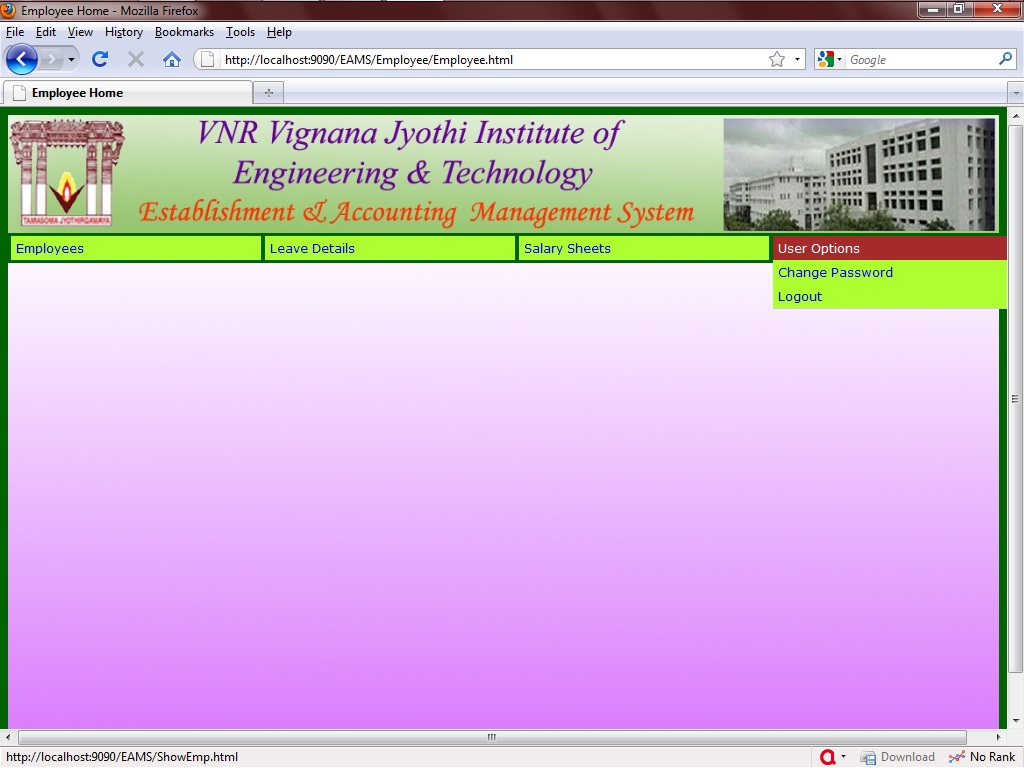 Employee Home - Mozilla Firefox
File Edit View History Bookmarks Tools Help
http://localhost:9090/EAMS/Employee/Employee.html
Google
Employee Home
VNR Vignana Jyothi Institute of
Engineering & Technology
Establishment & Accounting Management System
TAMASOMA JYOTHIRGAMAYA
Employees Leave Details Salary Sheets User Options
Change Password
Logout
http://localhost:9090/EAMS/ShowEmp.html Download No Rank